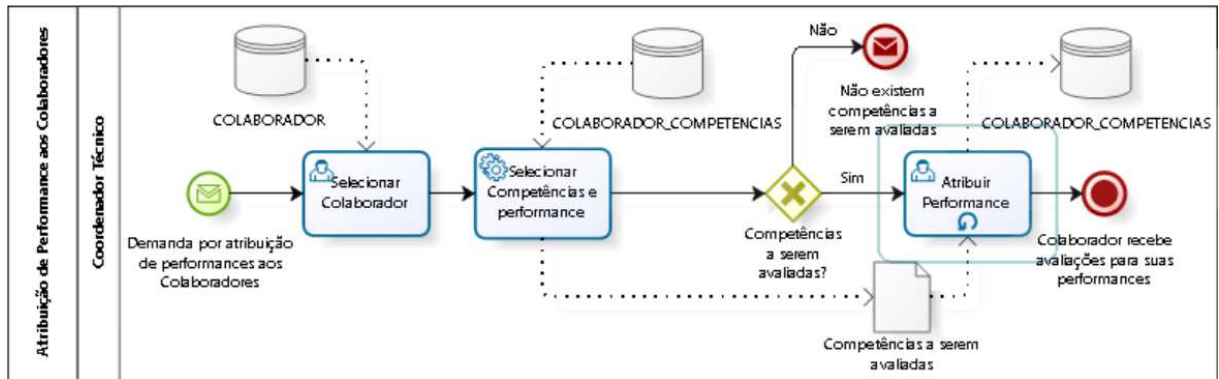 Atribuição de Performance aos Colaboradores
Coordenador Técnico
COLABORADOR
Demanda por atribuição
de performances aos
Colaboradores
Selecionar
Colaborador
COLABORADOR_COMPETENCIAS
Selecionar
Competências e
performance
Competências
a serem
avaliadas?
Não
Não existem
competências a
serem avaliadas
Sim
COLABORADOR_COMPETENCIAS
Atribuir
Performance
Colaborador recebe
avaliações para suas
performances
Competências a serem
avaliadas